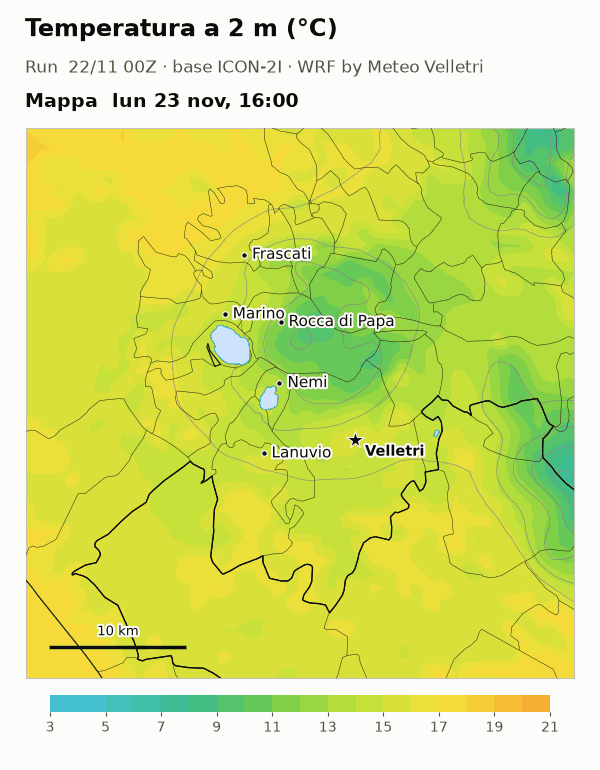 Temperatura a 2 m (°C)
Run  22/11 00Z · base ICON-2I · WRF by Meteo Velletri
Mappa  lun 23 nov, 16:00
Frascati
Marino
Rocca di Papa
Nemi
Velletri
Lanuvio
10 km
3 5 7 9 11 13 15 17 19 21